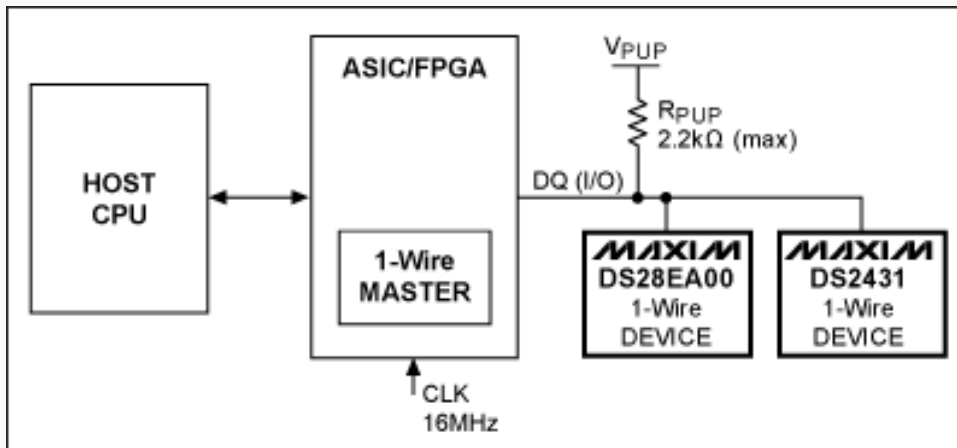 HOST
CPU
ASIC/FPGA
1-Wire
MASTER
CLK
16MHz
VPUP
RPUP
2.2kΩ (max)
DQ (I/O)
MAXIM
DS28EA00
1-Wire
DEVICE
MAXIM
DS2431
1-Wire
DEVICE